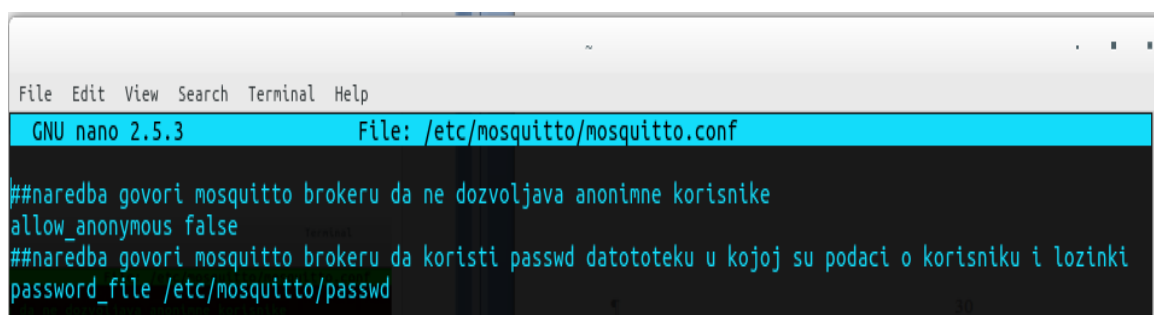 ~
File Edit View Search Terminal Help
GNU nano 2.5.3 File: /etc/mosquitto/mosquitto.conf
##naredba govori mosquitto brokeru da ne dozvoljava anonimne korisnike
allow_anonymous false
##naredba govori mosquitto brokeru da koristi passwd datototeku u kojoj su podaci o korisniku i lozinki
password_file /etc/mosquitto/passwd